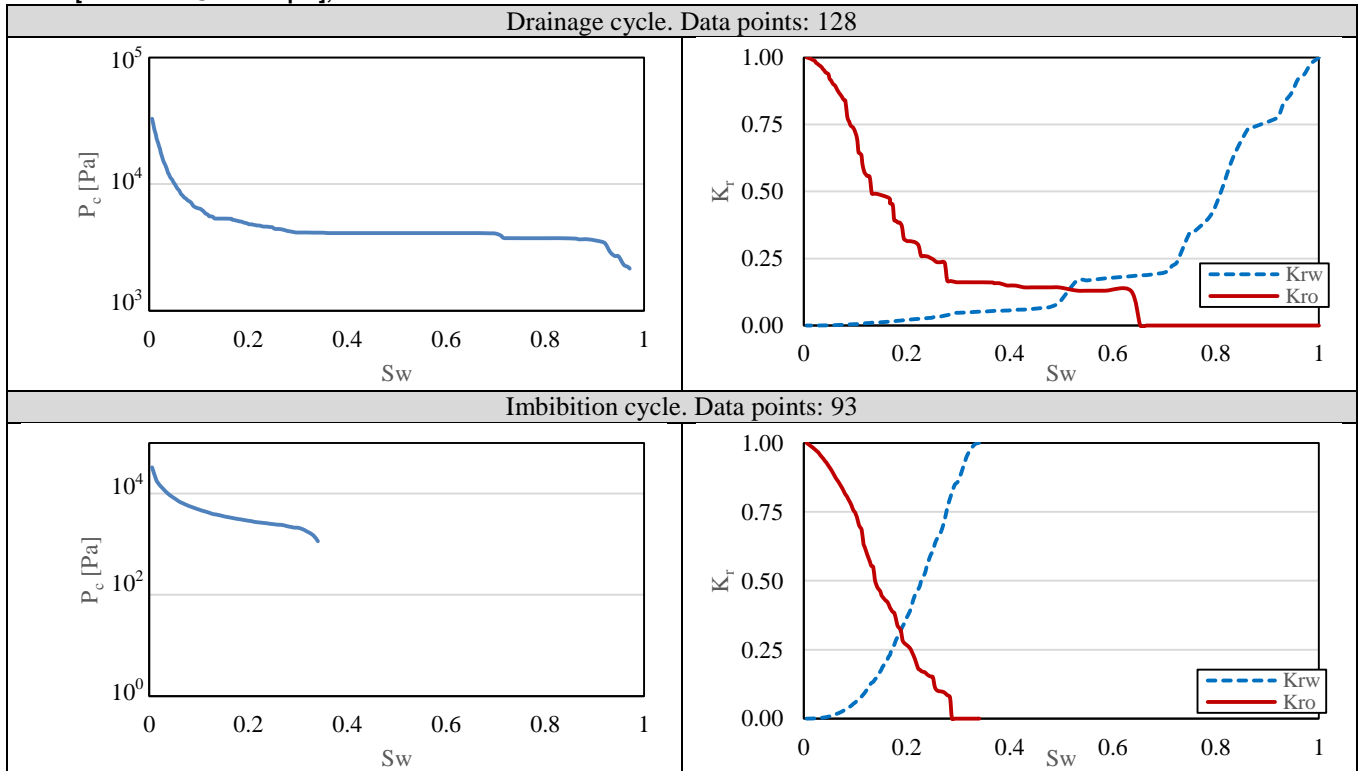 Drainage cycle. Data points: 128
10^5
10^4
10^3
P_c [Pa]
0 0.2 0.4 0.6 0.8 1
Sw
1.00
0.75
0.50
0.25
0.00
K_r
Krw
Kro
0 0.2 0.4 0.6 0.8 1
Sw
Imbibition cycle. Data points: 93
10^4
10^2
10^0
P_c [Pa]
0 0.2 0.4 0.6 0.8 1
Sw
1.00
0.75
0.50
0.25
0.00
K_r
Krw
Kro
0 0.2 0.4 0.6 0.8 1
Sw